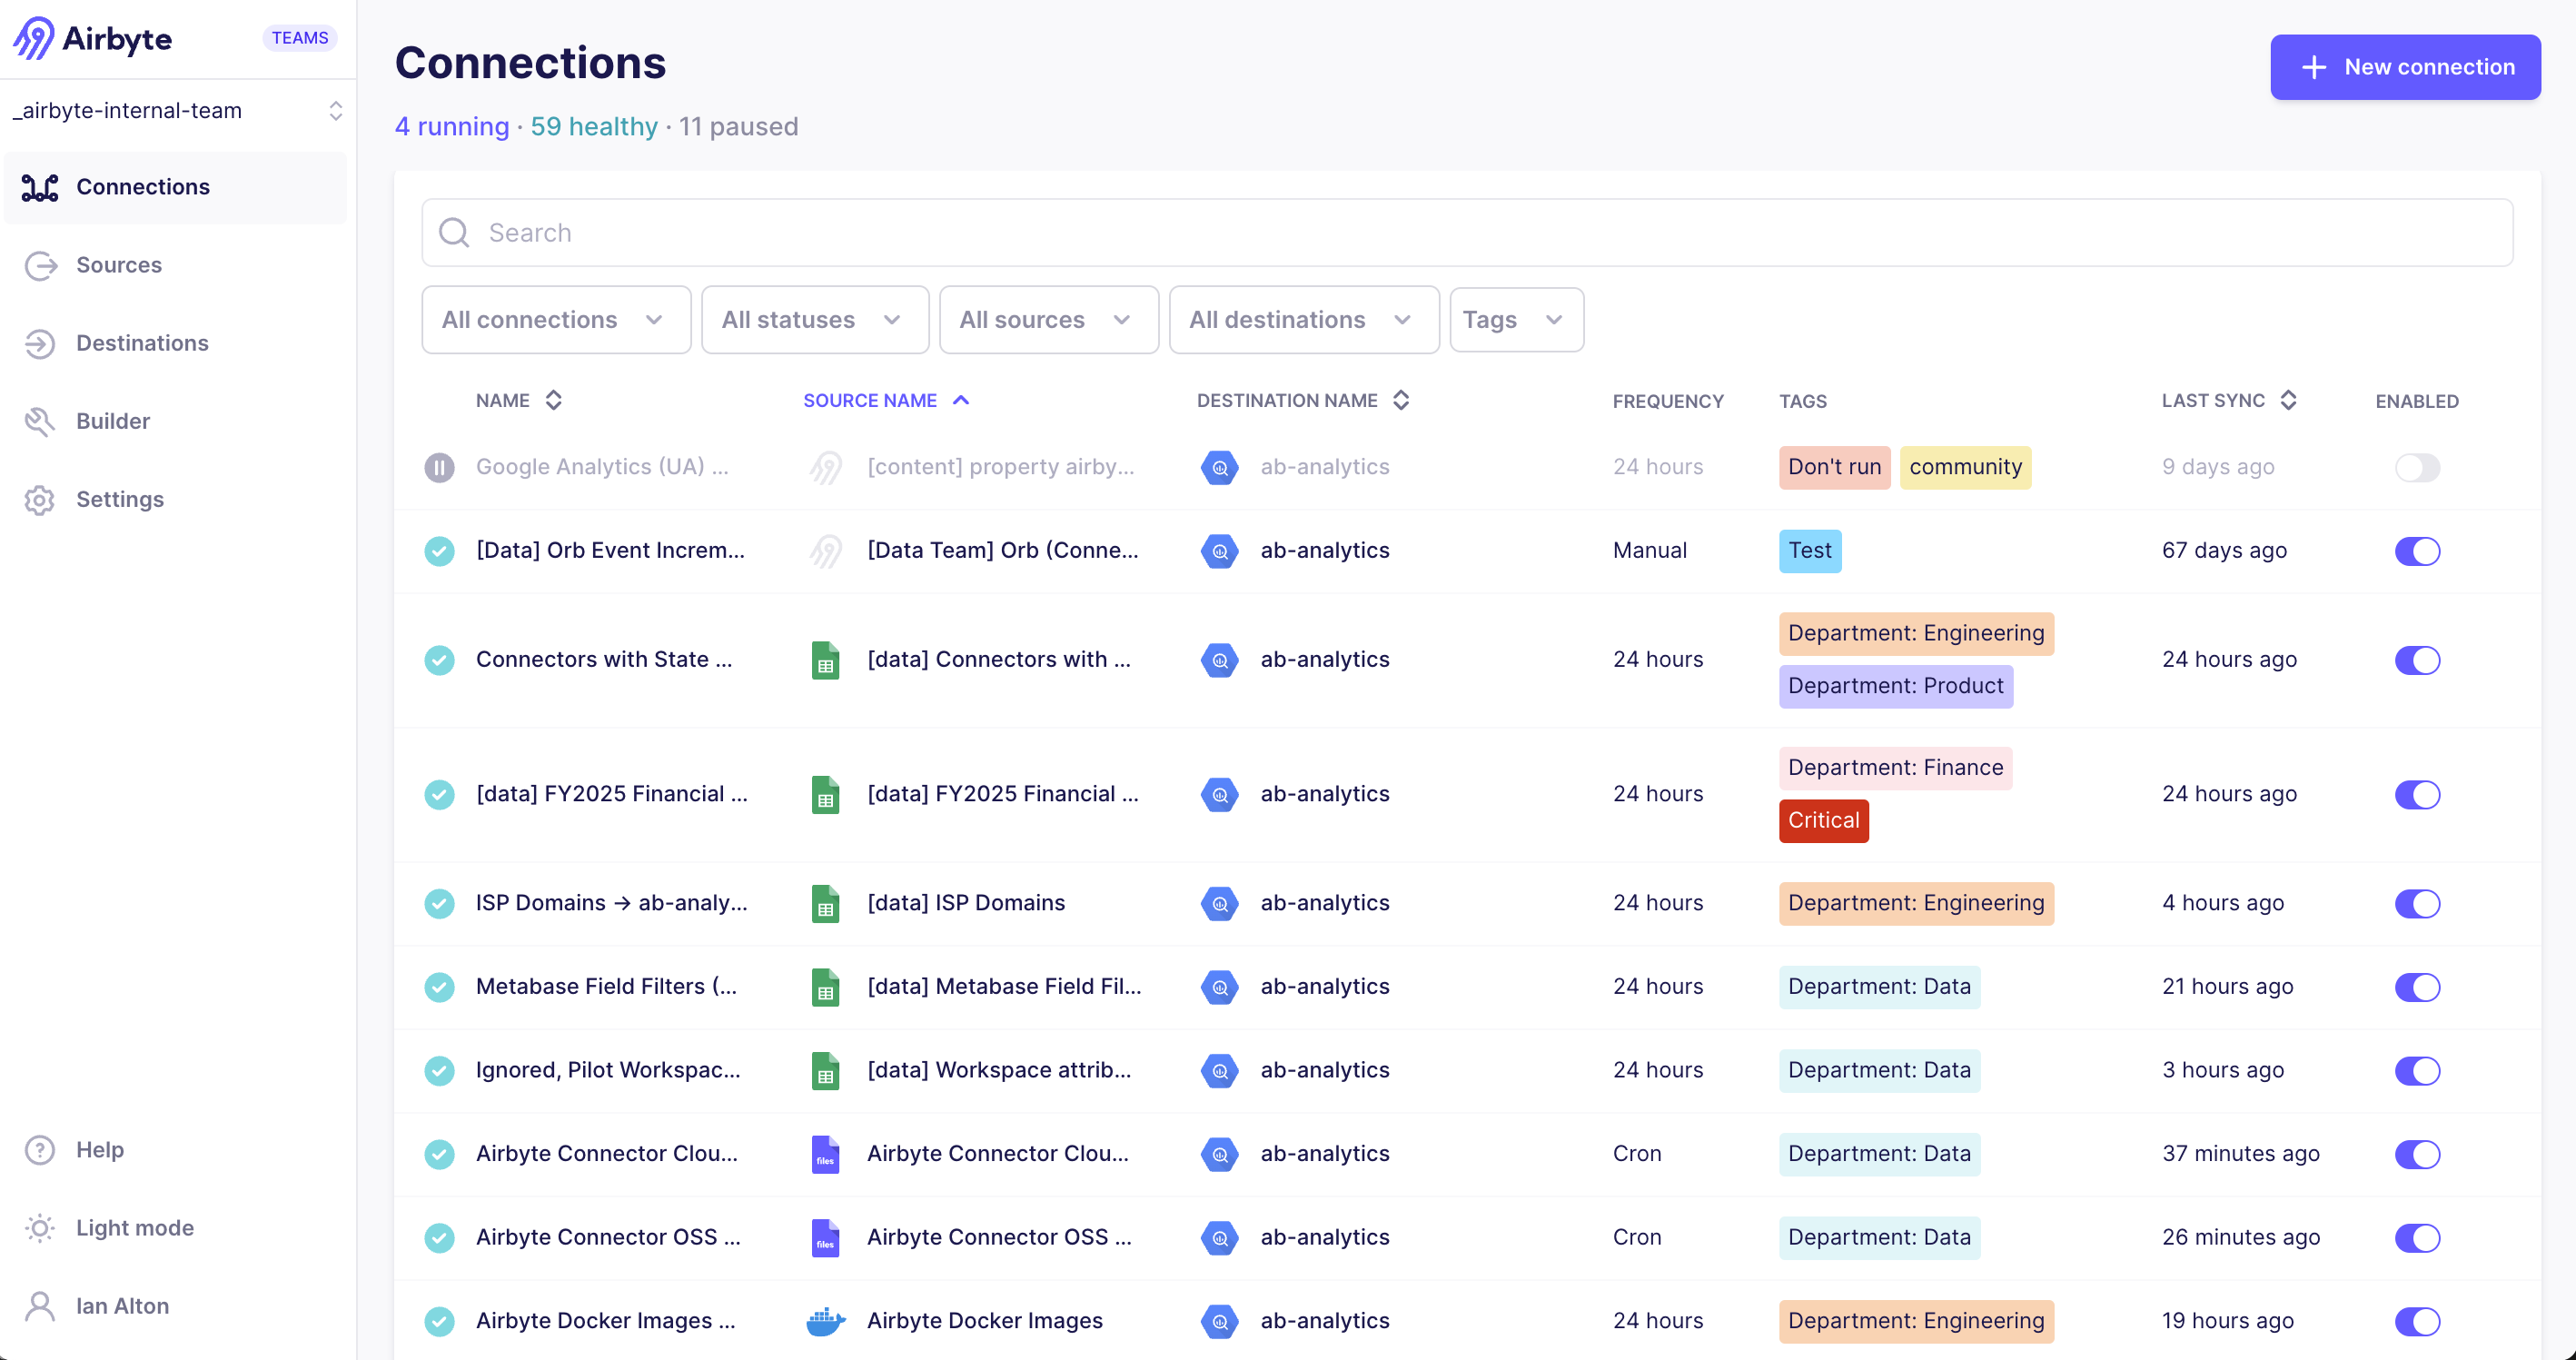 Airbyte TEAMS
_airbyte-internal-team
Connections
Sources
Destinations
Builder
Settings
Help
Light mode
Ian Alton
Connections
New connection
4 running · 59 healthy · 11 paused
Search
All connections All statuses All sources All destinations Tags
NAME SOURCE NAME DESTINATION NAME FREQUENCY TAGS LAST SYNC ENABLED
Google Analytics (UA) ... [content] property airby... ab-analytics 24 hours Don't run community 9 days ago
[Data] Orb Event Increm... [Data Team] Orb (Conne... ab-analytics Manual Test 67 days ago
Connectors with State ... [data] Connectors with ... ab-analytics 24 hours Department: Engineering Department: Product 24 hours ago
[data] FY2025 Financial ... [data] FY2025 Financial ... ab-analytics 24 hours Department: Finance Critical 24 hours ago
ISP Domains → ab-analy... [data] ISP Domains ab-analytics 24 hours Department: Engineering 4 hours ago
Metabase Field Filters (... [data] Metabase Field Fil... ab-analytics 24 hours Department: Data 21 hours ago
Ignored, Pilot Workspac... [data] Workspace attrib... ab-analytics 24 hours Department: Data 3 hours ago
Airbyte Connector Clou... files Airbyte Connector Clou... ab-analytics Cron Department: Data 37 minutes ago
Airbyte Connector OSS ... files Airbyte Connector OSS ... ab-analytics Cron Department: Data 26 minutes ago
Airbyte Docker Images ... Airbyte Docker Images ab-analytics 24 hours Department: Engineering 19 hours ago